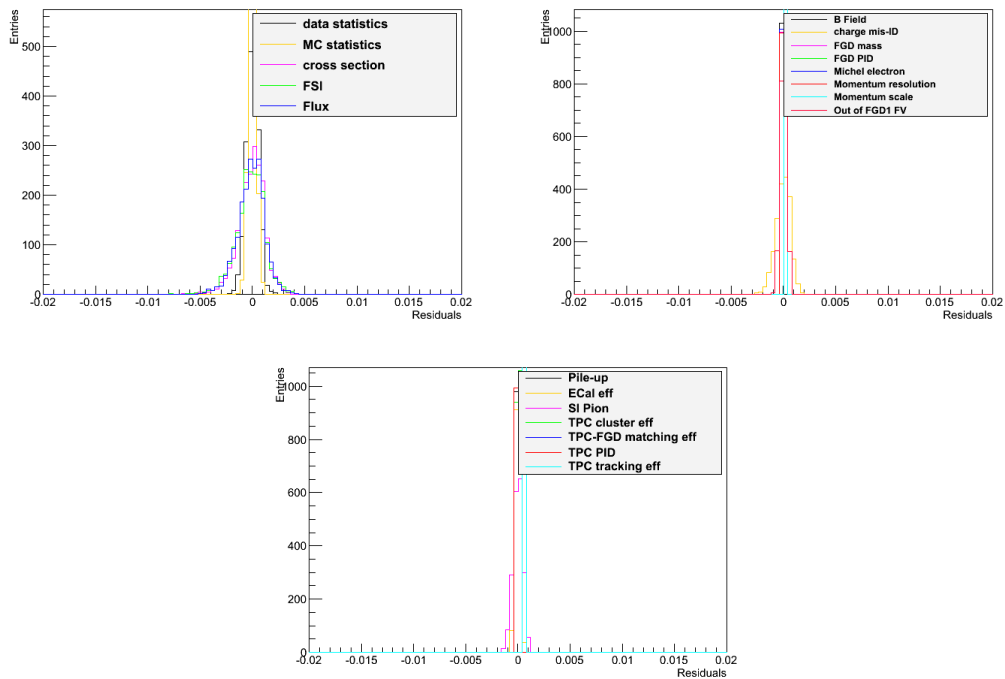 Entries
500
400
300
200
100
0
-0.02 -0.015 -0.01 -0.005 0 0.005 0.01 0.015 0.02
Residuals
data statistics
MC statistics
cross section
FSI
Flux
Entries
1000
800
600
400
200
0
-0.02 -0.015 -0.01 -0.005 0 0.005 0.01 0.015 0.02
Residuals
B Field
charge mis-ID
FGD mass
FGD PID
Michel electron
Momentum resolution
Momentum scale
Out of FGD1 FV
Entries
1000
800
600
400
200
0
-0.02 -0.015 -0.01 -0.005 0 0.005 0.01 0.015 0.02
Residuals
Pile-up
ECal eff
SI Pion
TPC cluster eff
TPC-FGD matching eff
TPC PID
TPC tracking eff